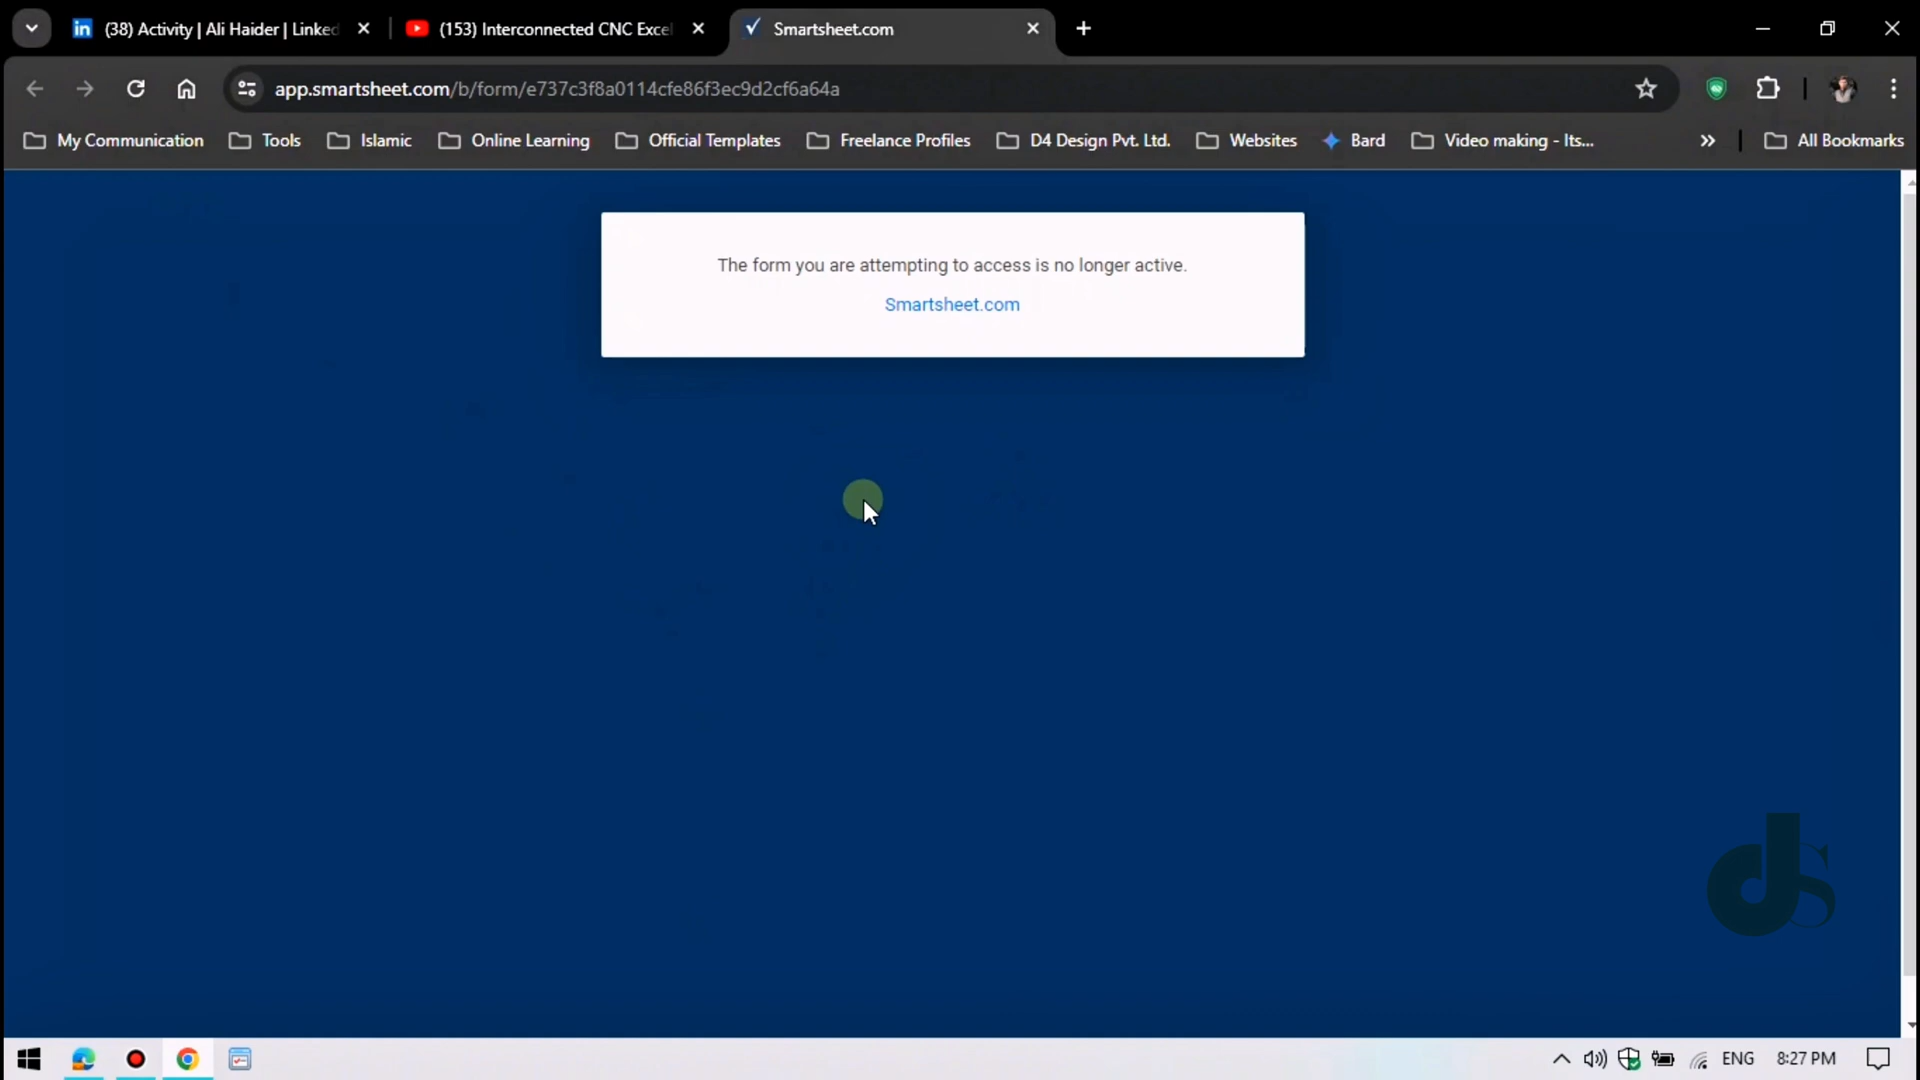 (38) Activity | Ali Haider | Linked
(153) Interconnected CNC Excel
Smartsheet.com
app.smartsheet.com/b/form/e737c3f8a0114cfe86f3ec9d2cf6a64a
My Communication
Tools
Islamic
Online Learning
Official Templates
Freelance Profiles
D4 Design Pvt. Ltd.
Websites
Bard
Video making - Its...
All Bookmarks
The form you are attempting to access is no longer active.
Smartsheet.com
ds
ENG
8:27 PM